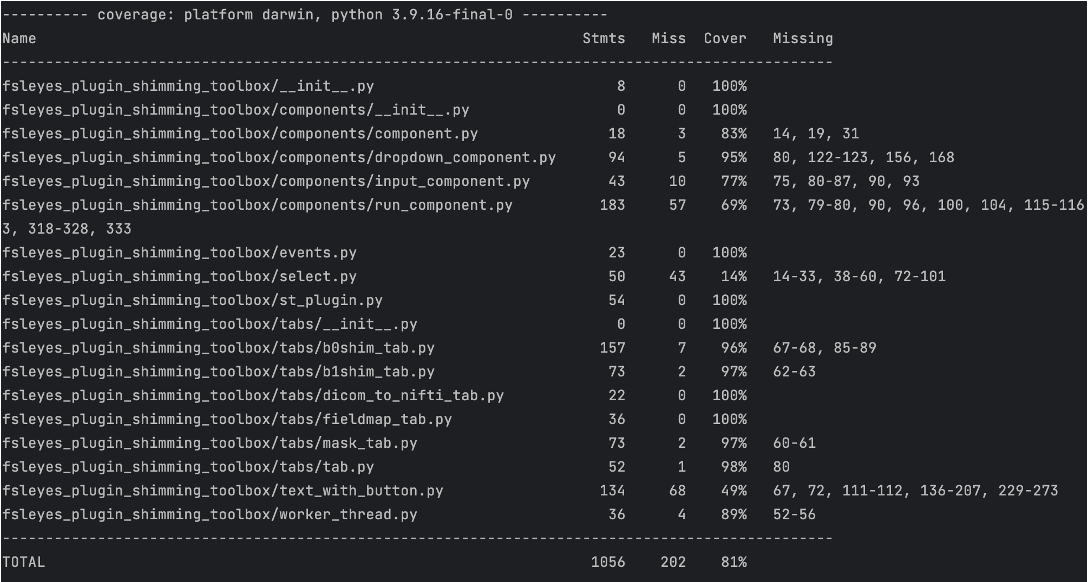 ---------- coverage: platform darwin, python 3.9.16-final-0 ----------
Name Stmts Miss Cover Missing
------------------------------------------------------------------------------------------------
fsleyes_plugin_shimming_toolbox/__init__.py 8 0 100%
fsleyes_plugin_shimming_toolbox/components/__init__.py 0 0 100%
fsleyes_plugin_shimming_toolbox/components/component.py 18 3 83% 14, 19, 31
fsleyes_plugin_shimming_toolbox/components/dropdown_component.py 94 5 95% 80, 122-123, 156, 168
fsleyes_plugin_shimming_toolbox/components/input_component.py 43 10 77% 75, 80-87, 90, 93
fsleyes_plugin_shimming_toolbox/components/run_component.py 183 57 69% 73, 79-80, 90, 96, 100, 104, 115-116
3, 318-328, 333
fsleyes_plugin_shimming_toolbox/events.py 23 0 100%
fsleyes_plugin_shimming_toolbox/select.py 50 43 14% 14-33, 38-60, 72-101
fsleyes_plugin_shimming_toolbox/st_plugin.py 54 0 100%
fsleyes_plugin_shimming_toolbox/tabs/__init__.py 0 0 100%
fsleyes_plugin_shimming_toolbox/tabs/b0shim_tab.py 157 7 96% 67-68, 85-89
fsleyes_plugin_shimming_toolbox/tabs/b1shim_tab.py 73 2 97% 62-63
fsleyes_plugin_shimming_toolbox/tabs/dicom_to_nifti_tab.py 22 0 100%
fsleyes_plugin_shimming_toolbox/tabs/fieldmap_tab.py 36 0 100%
fsleyes_plugin_shimming_toolbox/tabs/mask_tab.py 73 2 97% 60-61
fsleyes_plugin_shimming_toolbox/tabs/tab.py 52 1 98% 80
fsleyes_plugin_shimming_toolbox/text_with_button.py 134 68 49% 67, 72, 111-112, 136-207, 229-273
fsleyes_plugin_shimming_toolbox/worker_thread.py 36 4 89% 52-56
------------------------------------------------------------------------------------------------
TOTAL 1056 202 81%